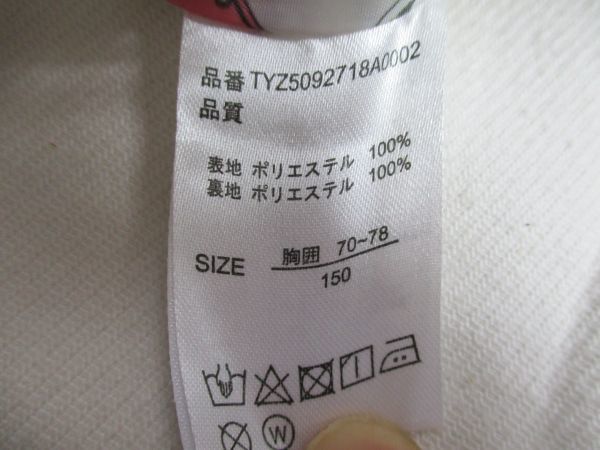 品番 TYZ5092718A0002
品質
表地 ポリエステル 100%
裏地 ポリエステル 100%
SIZE 胸囲 70~78
150
W